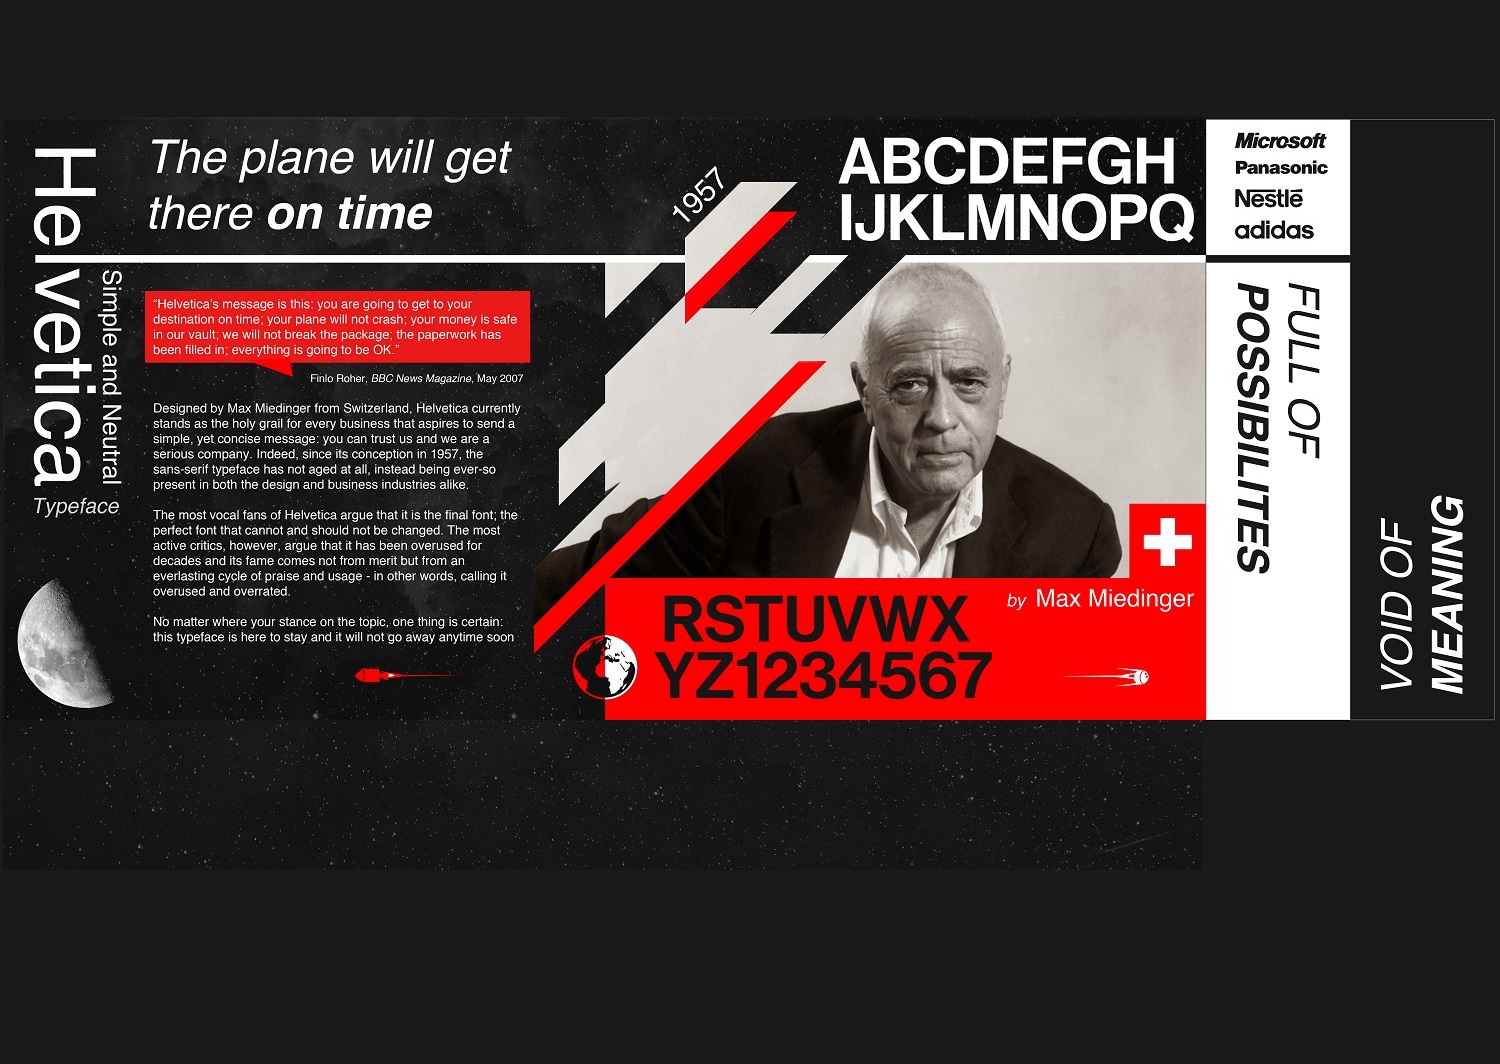 Helvetica
Simple and Neutral
Typeface
The plane will get
there on time
“Helvetica’s message is this: you are going to get to your
destination on time; your plane will not crash; your money is safe
in our vault; we will not break the package; the paperwork has
been filled in; everything is going to be OK.”
Finlo Roher, BBC News Magazine, May 2007
Designed by Max Miedinger from Switzerland, Helvetica currently
stands as the holy grail for every business that aspires to send a
simple, yet concise message: you can trust us and we are a
serious company. Indeed, since its conception in 1957, the
sans-serif typeface has not aged at all, instead being ever-so
present in both the design and business industries alike.
The most vocal fans of Helvetica argue that it is the final font; the
perfect font that cannot and should not be changed. The most
active critics, however, argue that it has been overused for
decades and its fame comes not from merit but from an
everlasting cycle of praise and usage - in other words, calling it
overused and overrated.
No matter where your stance on the topic, one thing is certain:
this typeface is here to stay and it will not go away anytime soon
1957
ABCDEFGH
IJKLMNOPQ
by Max Miedinger
RSTUVWX
YZ1234567
Microsoft
Panasonic
Nestlé
adidas
FULL OF
POSSIBILITES
VOID OF
MEANING